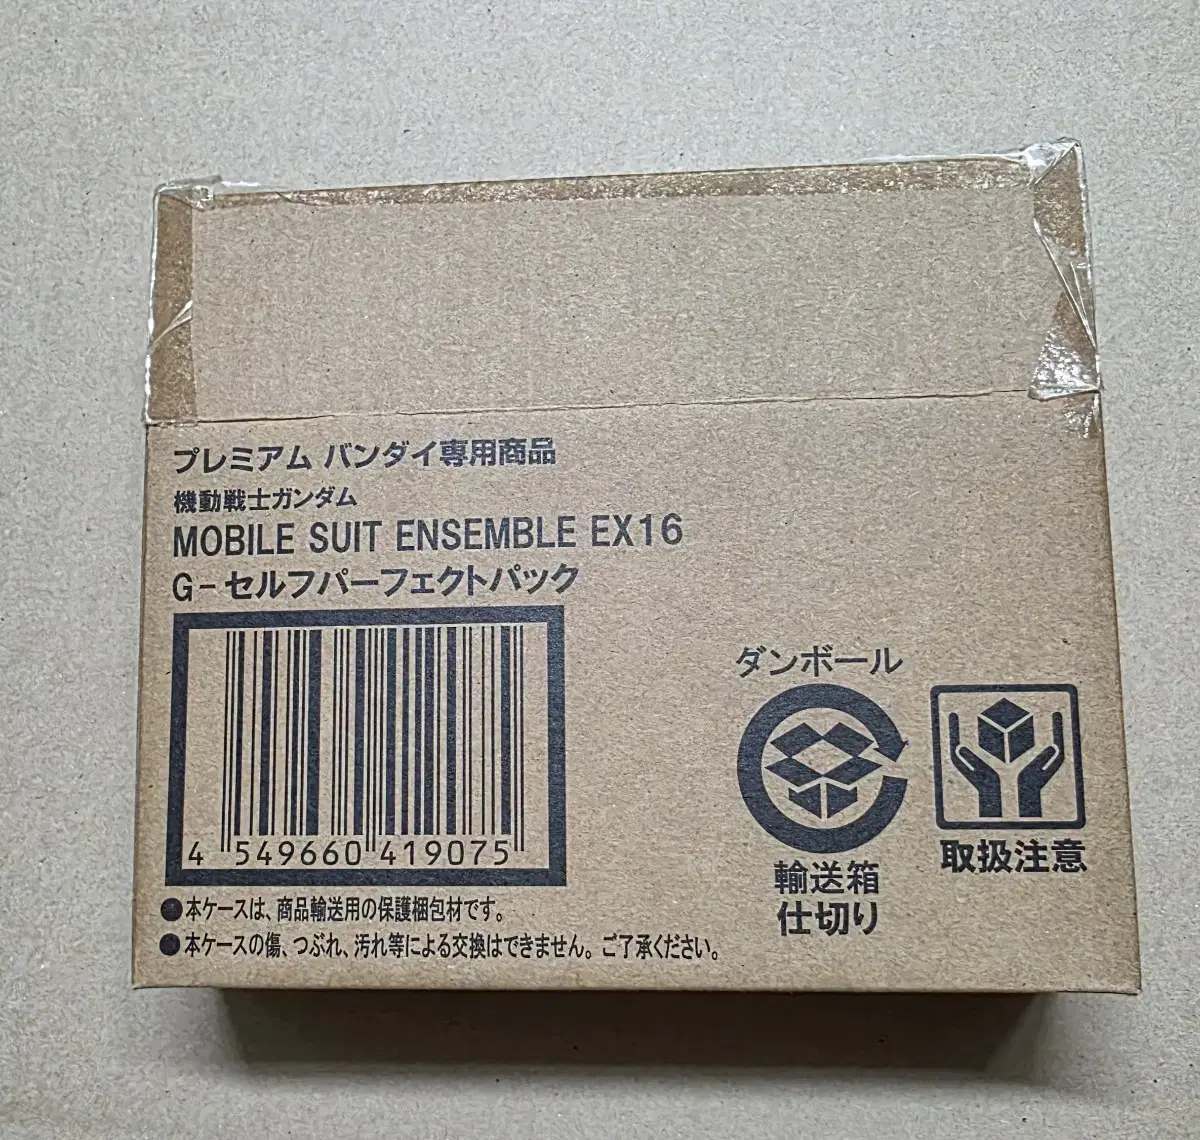 プレミアム バンダイ専用商品
機動戦士ガンダム
MOBILE SUIT ENSEMBLE EX16
G-セルフパーフェクトパック
4 549660 419075
●本ケースは、商品輸送用の保護梱包材です。
●本ケースの傷、つぶれ、汚れ等による交換はできません。ご了承ください。
ダンボール
輸送箱
仕切り
取扱注意